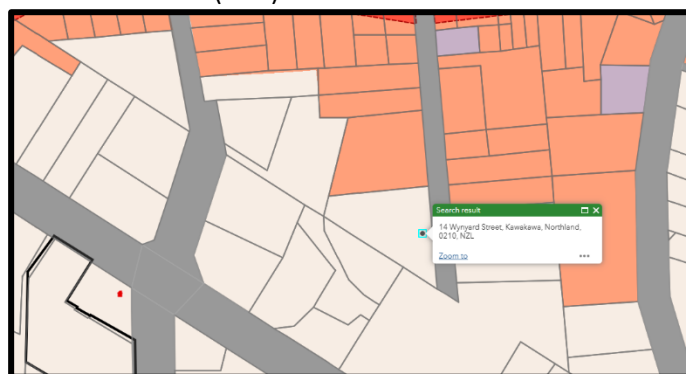 Search result
14 Wynyard Street, Kawakawa, Northland,
0210, NZL
Zoom to